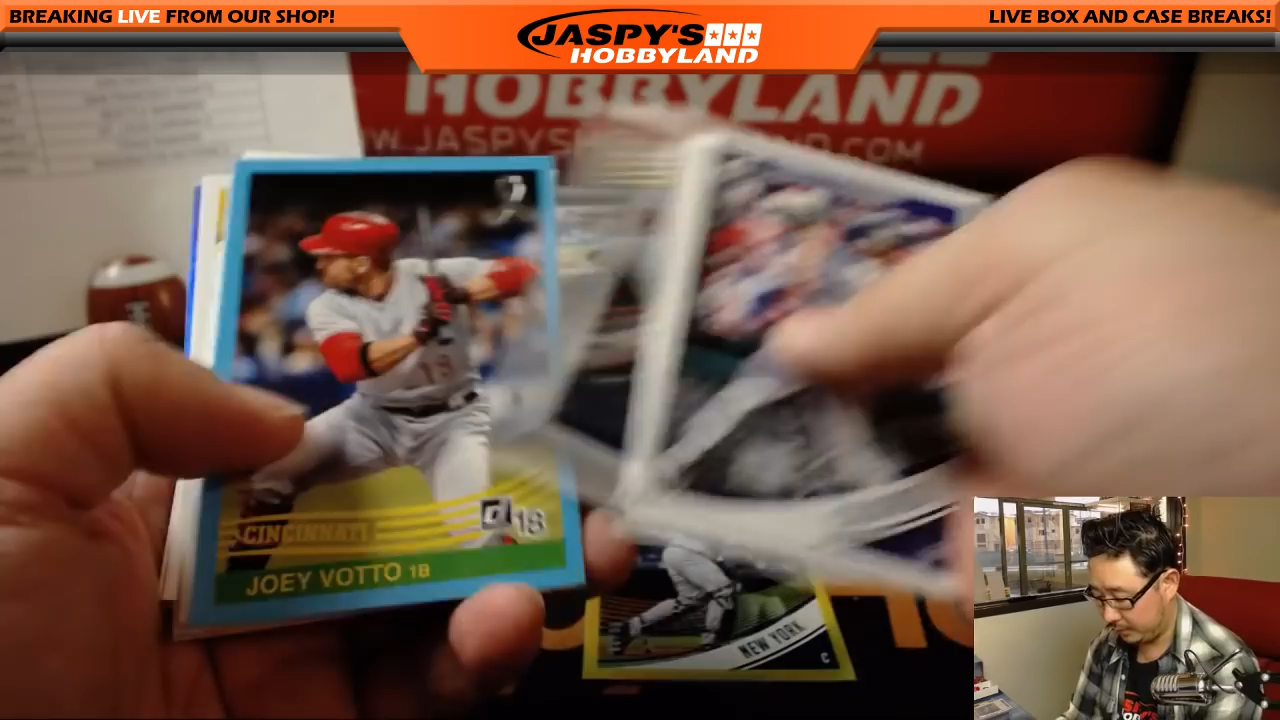 BREAKING LIVE FROM OUR SHOP!
JASPY'S
HOBBYLAND
LIVE BOX AND CASE BREAKS!
HOBBYLAND
CINCINNATI
18
JOEY VOTTO 1B
NEW YORK
C
HOBBYLAND